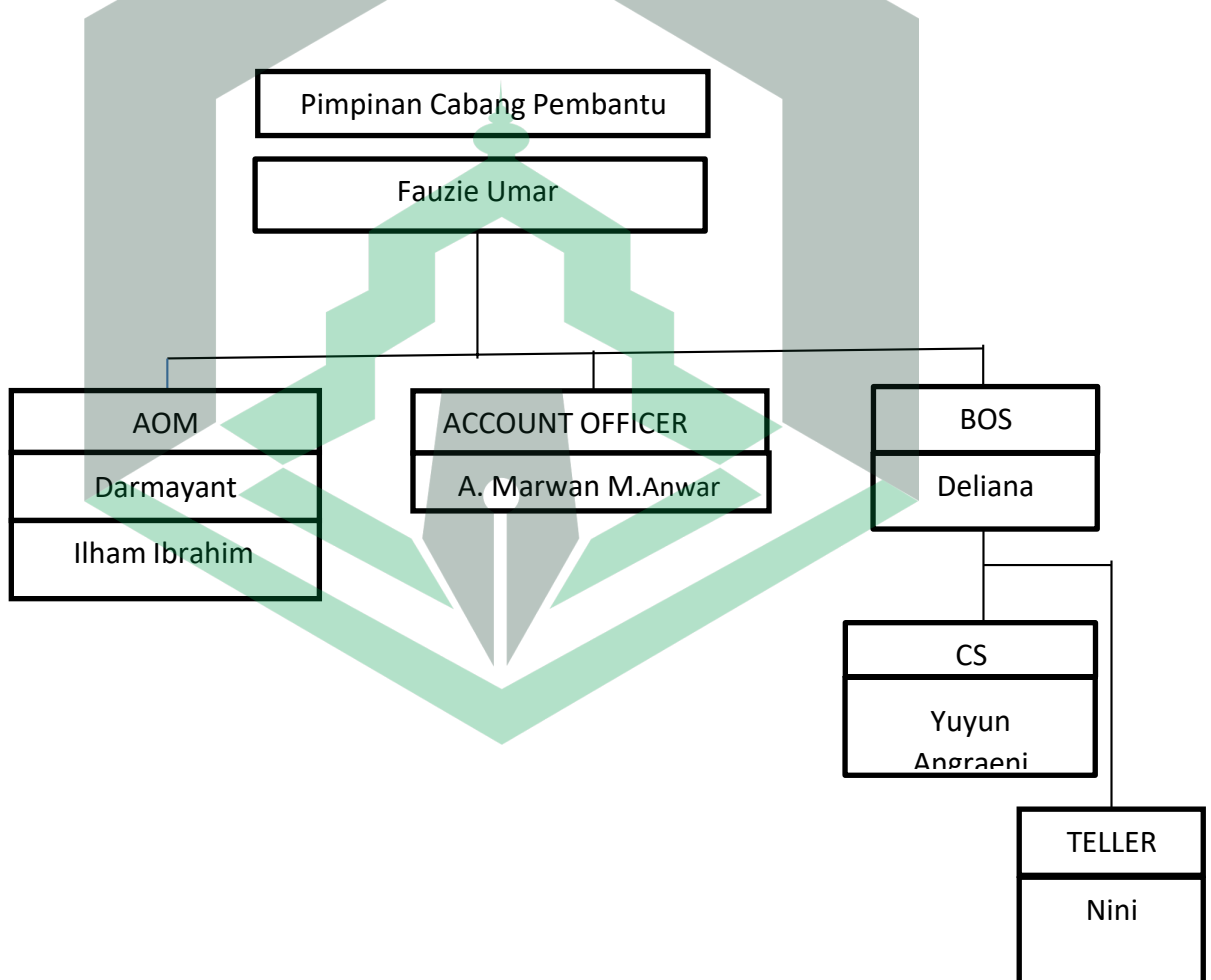 Pimpinan Cabang Pembantu
Fauzie Umar
AOM
Darmayant
Ilham Ibrahim
ACCOUNT OFFICER
A. Marwan M.Anwar
BOS
Deliana
CS
Yuyun
Angraeni
TELLER
Nini